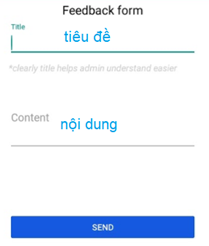 Feedback form
Title
tiêu đề
*clearly title helps admin understand easier
Content nội dung
SEND